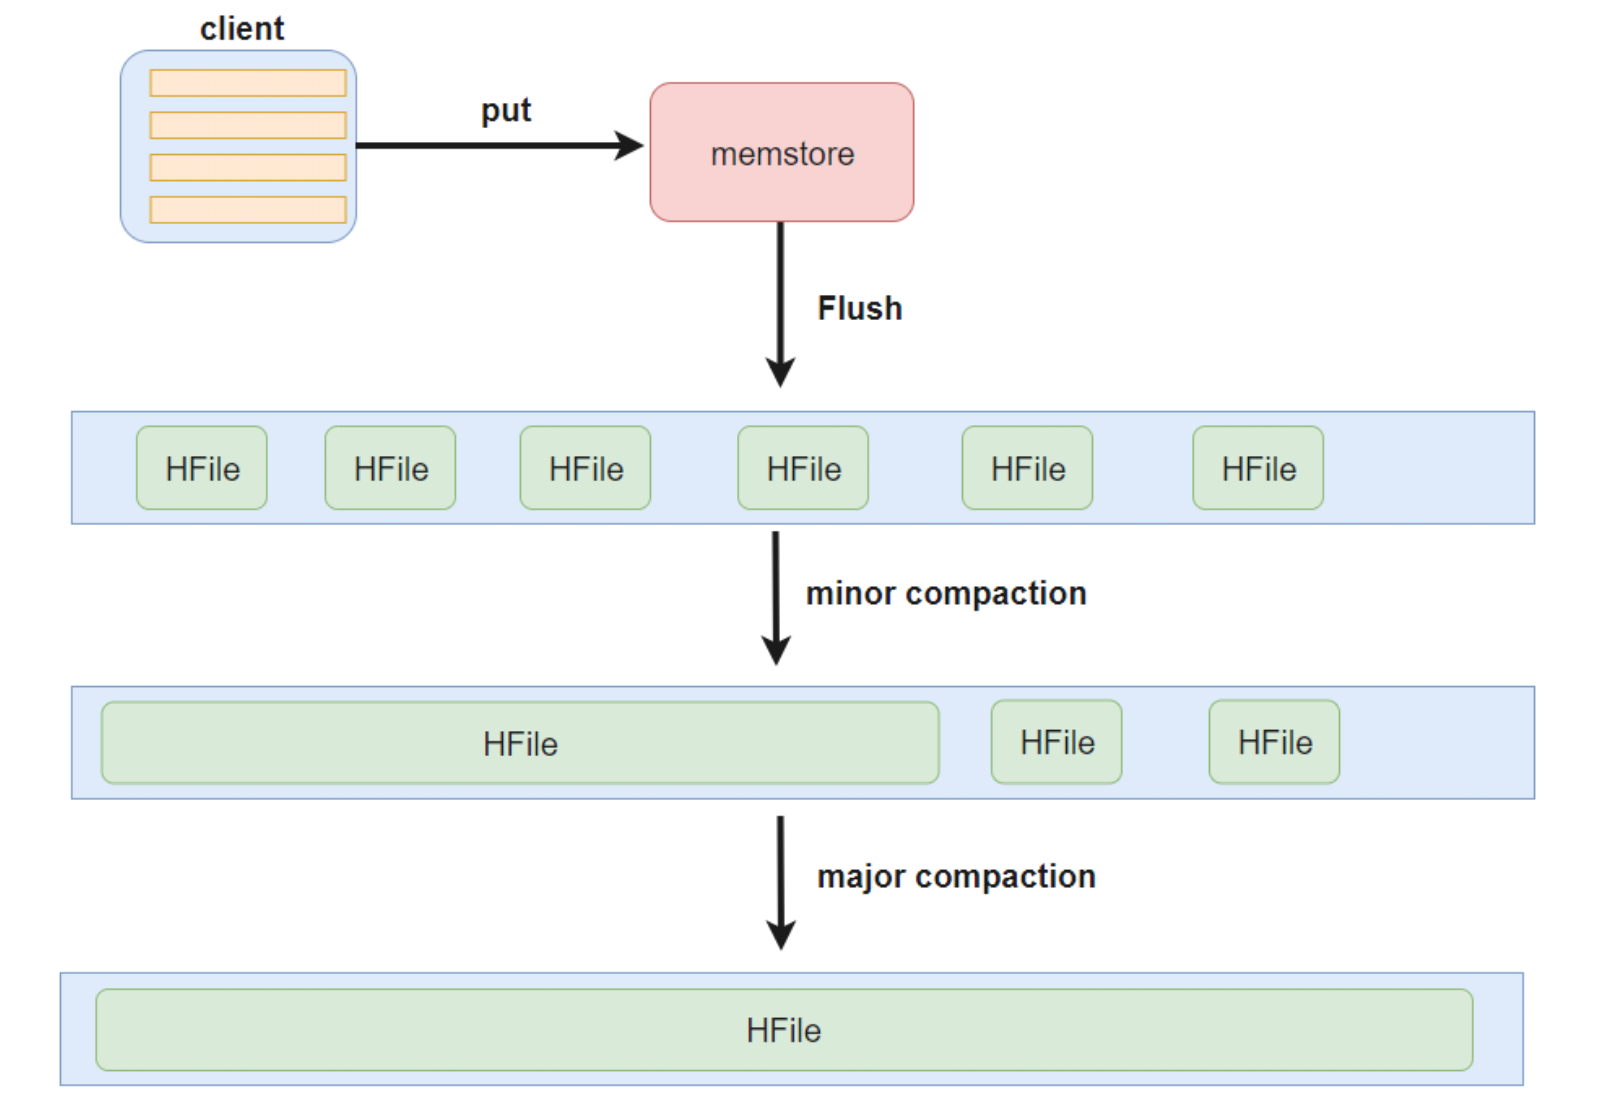 client
put
memstore
Flush
HFile HFile HFile HFile HFile HFile
minor compaction
HFile HFile HFile
major compaction
HFile